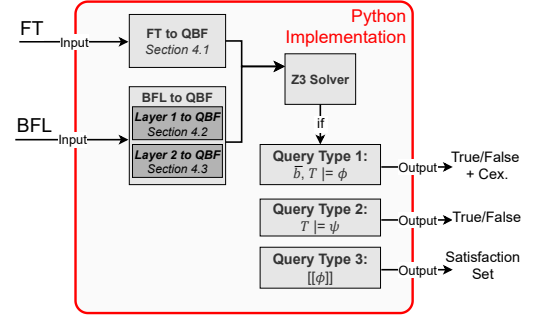 Python
Implementation
FT
Input
FT to QBF
Section 4.1
BFL
Input
BFL to QBF
Layer 1 to QBF
Section 4.2
Layer 2 to QBF
Section 4.3
Z3 Solver
if
Query Type 1:
b̅, T |= ϕ
Output
True/False
+ Cex.
Query Type 2:
T |= ψ
Output
True/False
Query Type 3:
[[ϕ]]
Output
Satisfaction
Set